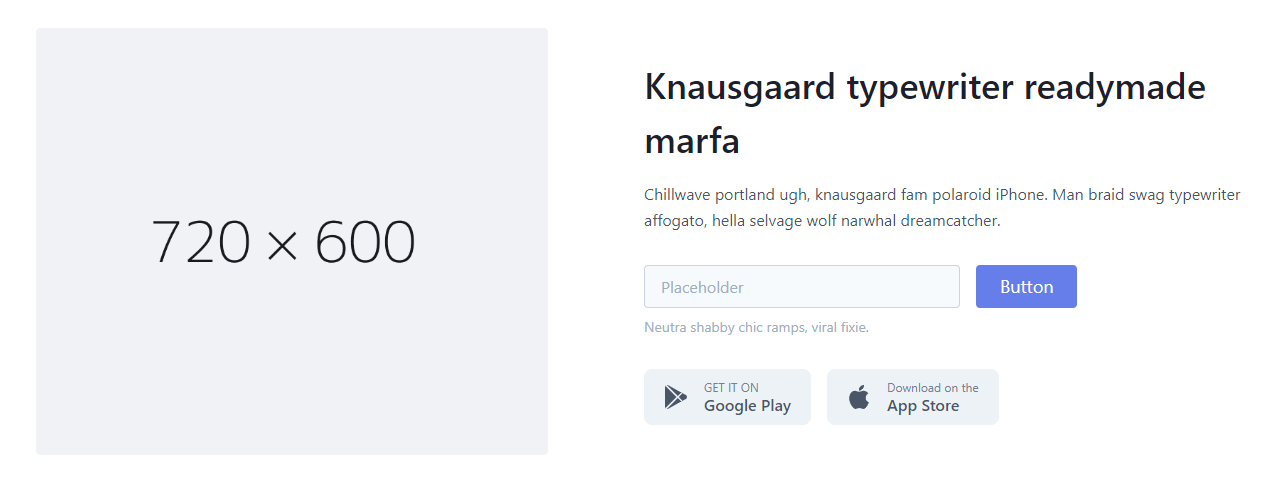 720 × 600
Knausgaard typewriter readymade
marfa
Chillwave portland ugh, knausgaard fam polaroid iPhone. Man braid swag typewriter
affogato, hella selvage wolf narwhal dreamcatcher.
Placeholder
Button
Neutra shabby chic ramps, viral fixie.
GET IT ON
Google Play
Download on the
App Store